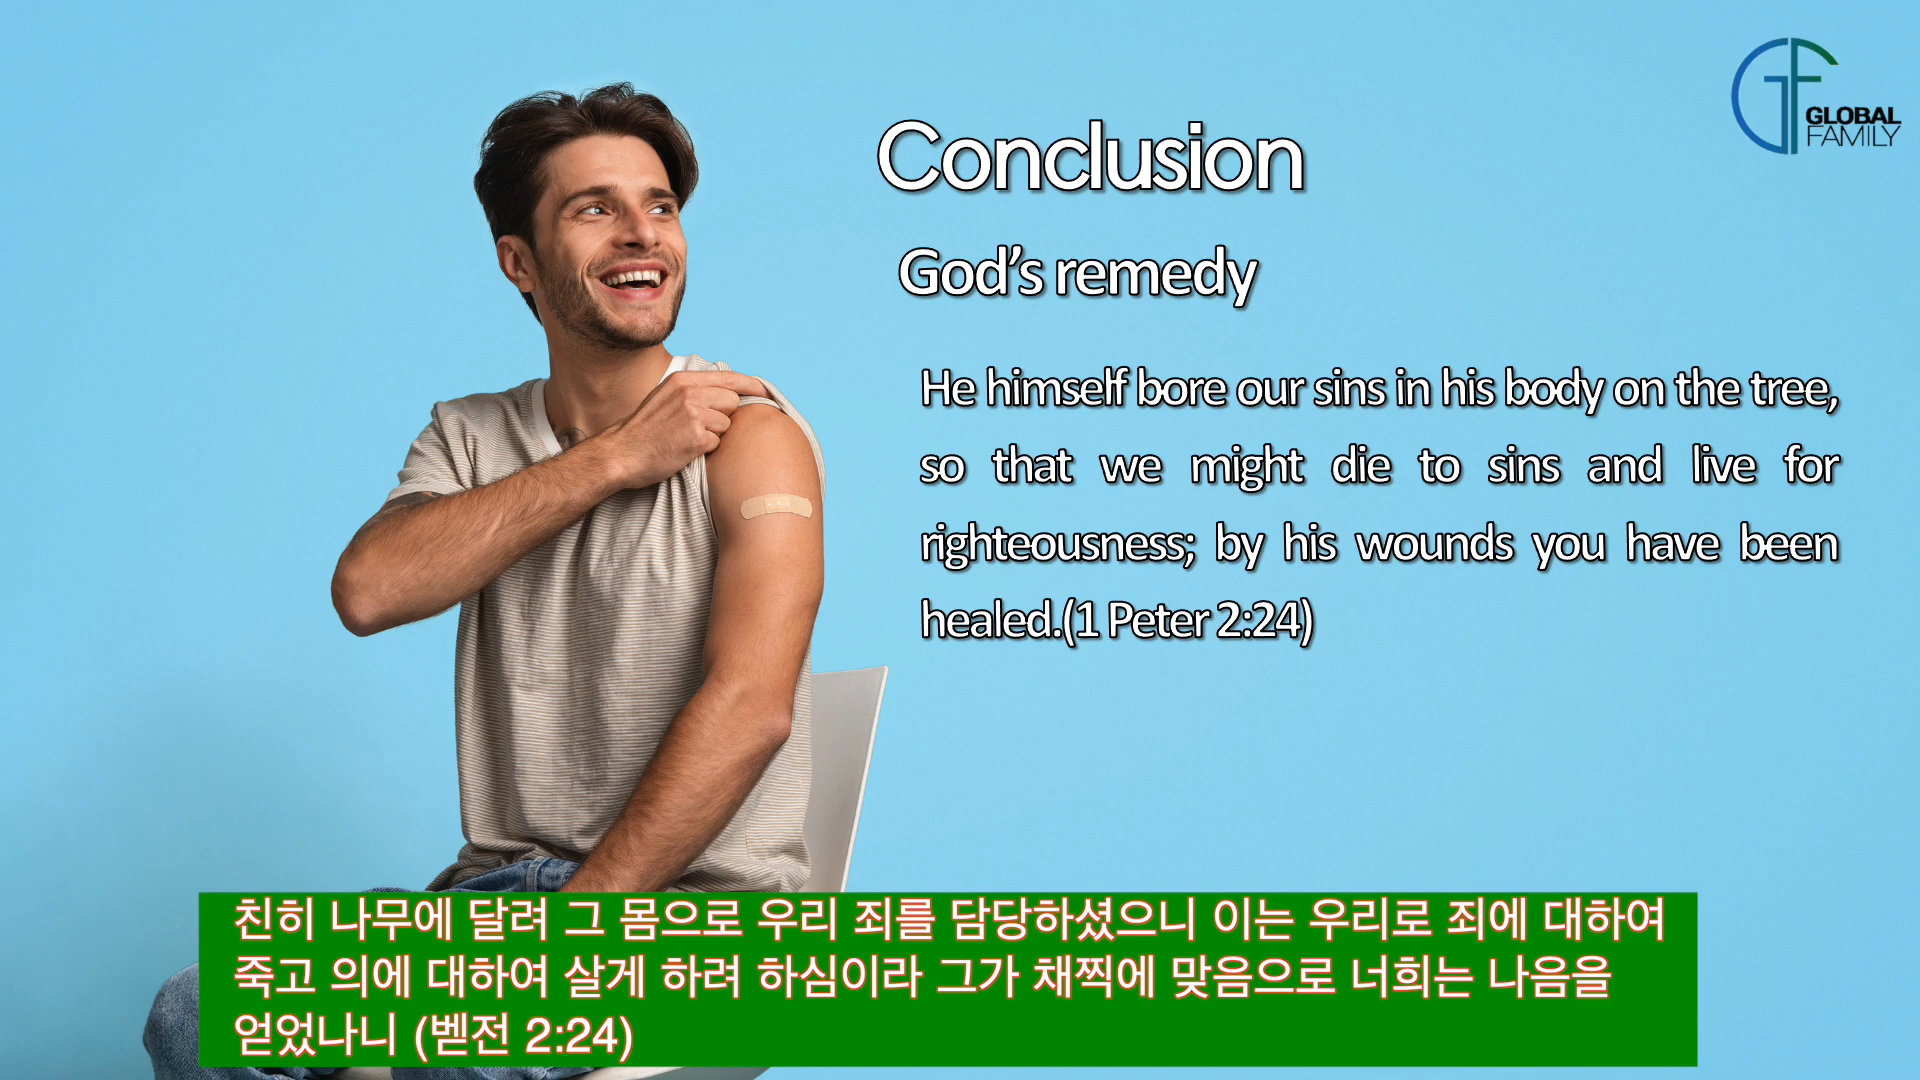 GF
GLOBAL
FAMILY
Conclusion
God’s remedy
He himself bore our sins in his body on the tree,
so that we might die to sins and live for
righteousness; by his wounds you have been
healed.(1 Peter 2:24)
친히 나무에 달려 그 몸으로 우리 죄를 담당하셨으니 이는 우리로 죄에 대하여
죽고 의에 대하여 살게 하려 하심이라 그가 채찍에 맞음으로 너희는 나음을
얻었나니 (벧전 2:24)